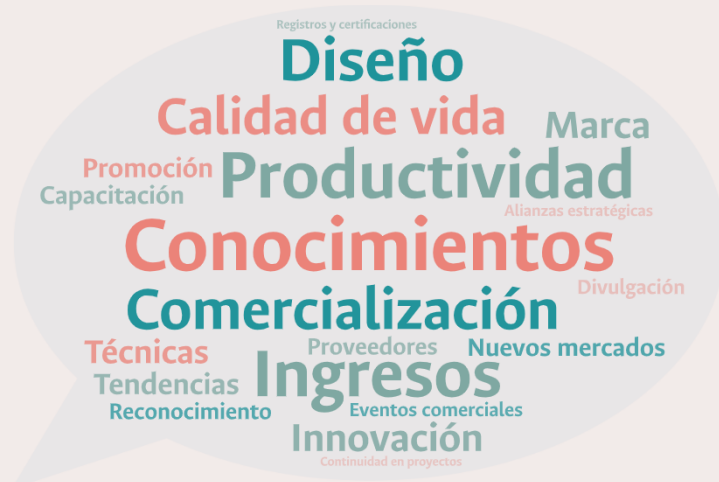 Registros y certificaciones
Diseño
Calidad de vida
Marca
Promoción
Productividad
Capacitación
Alianzas estratégicas
Conocimientos
Divulgación
Comercialización
Técnicas
Proveedores
Nuevos mercados
Tendencias
Ingresos
Reconocimiento
Eventos comerciales
Innovación
Continuidad en proyectos